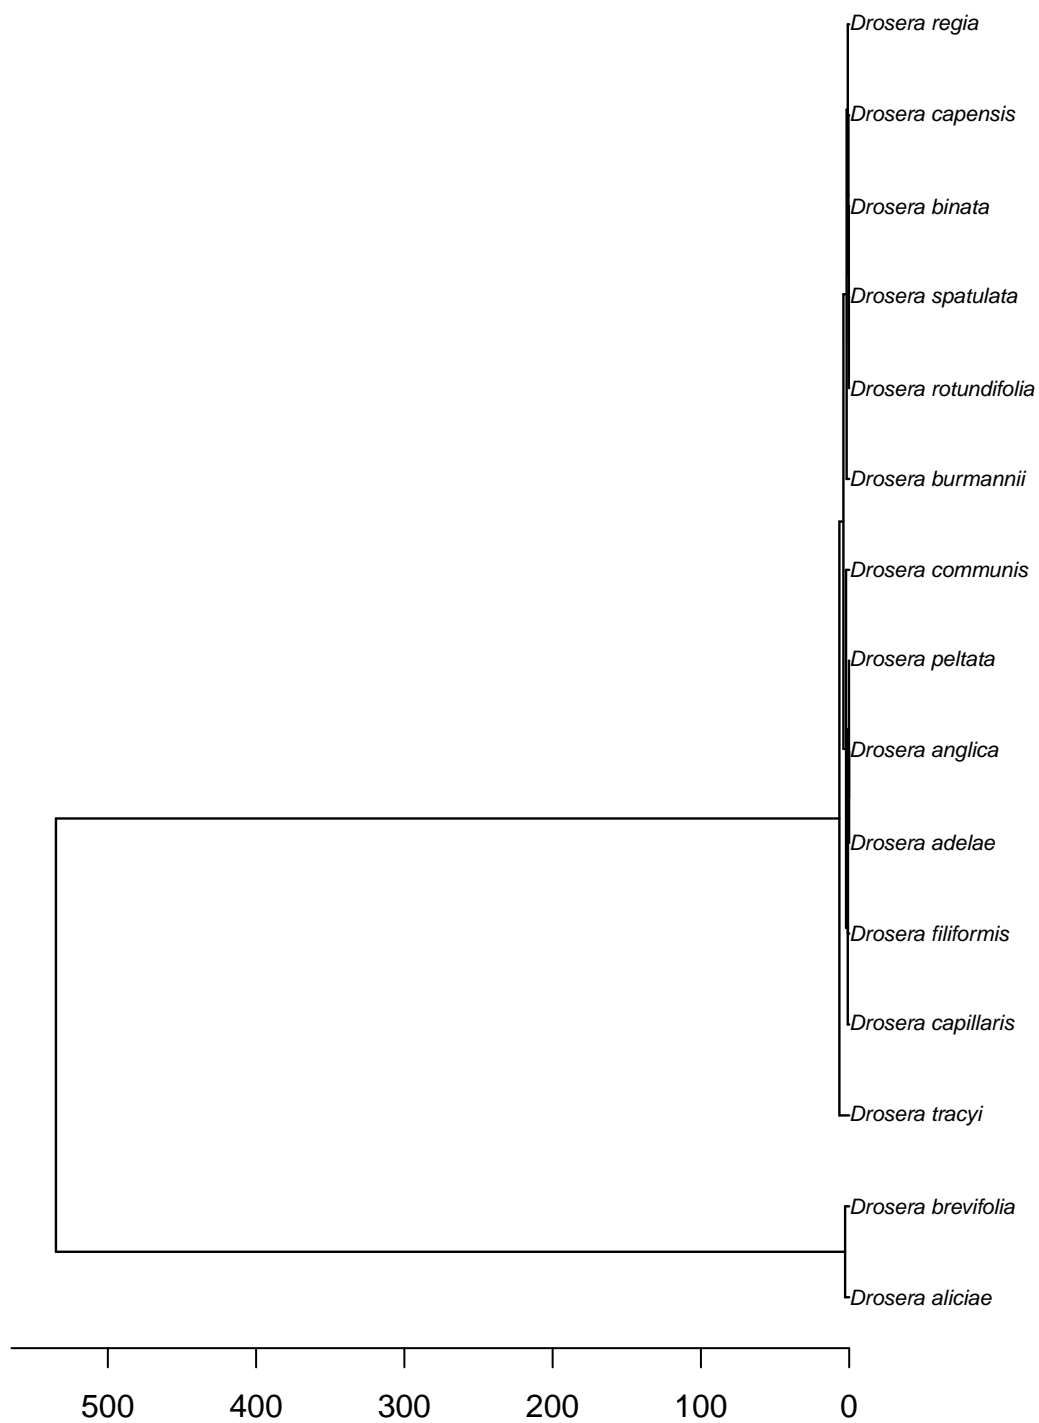 Drosera regia
Drosera capensis
Drosera binata
Drosera spatulata
Drosera rotundifolia
Drosera burmannii
Drosera communis
Drosera peltata
Drosera anglica
Drosera adelae
Drosera filiformis
Drosera capillaris
Drosera tracyi
Drosera brevifolia
Drosera aliciae
500 400 300 200 100 0